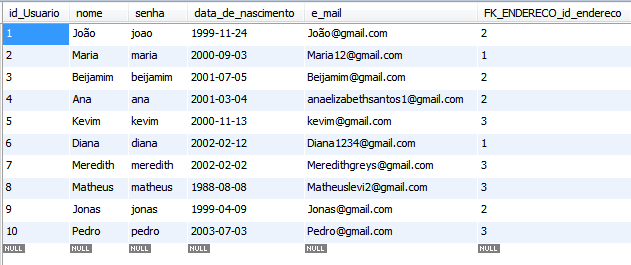 id_Usuario nome senha data_de_nascimento e_mail FK_ENDERECO_id_endereco
1 João joao 1999-11-24 João@gmail.com 2
2 Maria maria 2000-09-03 Maria12@gmail.com 1
3 Beijamim beijamim 2001-07-05 Beijamim@gmail.com 2
4 Ana ana 2001-03-04 anaelizabethsantos1@gmail.com 2
5 Kevim kevim 2000-11-13 kevim@gmail.com 3
6 Diana diana 2002-02-12 Diana1234@gmail.com 1
7 Meredith meredith 2002-02-02 Meredithgreys@gmail.com 3
8 Matheus matheus 1988-08-08 Matheuslevi2@gmail.com 3
9 Jonas jonas 1999-04-09 Jonas@gmail.com 2
10 Pedro pedro 2003-07-03 Pedro@gmail.com 3
NULL NULL NULL NULL NULL NULL